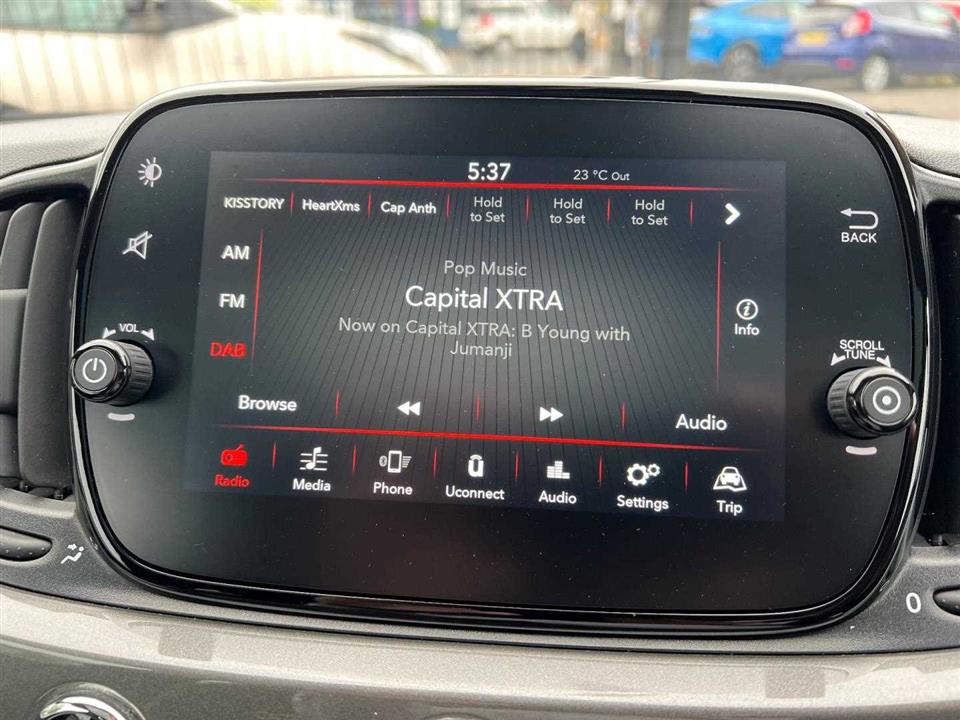 5:37
23 °C Out
KISSTORY
HeartXms
Cap Anth
Hold
to Set
Hold
to Set
Hold
to Set
BACK
AM
FM
DAB
Pop Music
Capital XTRA
Now on Capital XTRA: B Young with
Jumanji
Info
VOL
SCROLL
TUNE
Browse
Audio
Radio
Media
Phone
Uconnect
Audio
Settings
Trip
0